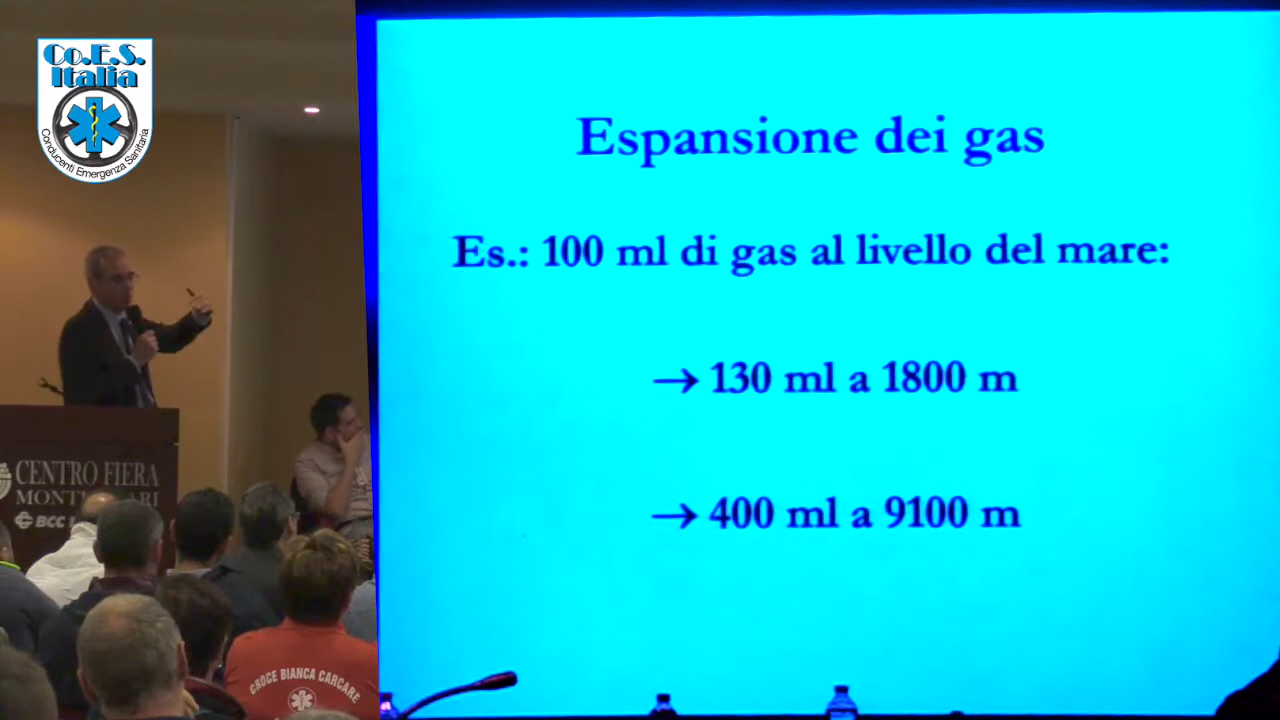 Co.E.S.
Italia
Conducenti Emergenza Sanitaria
Espansione dei gas
Es.: 100 ml di gas al livello del mare:
→ 130 ml a 1800 m
→ 400 ml a 9100 m
CENTRO FIERA
BCC
CROCE BIANCA CARCARE